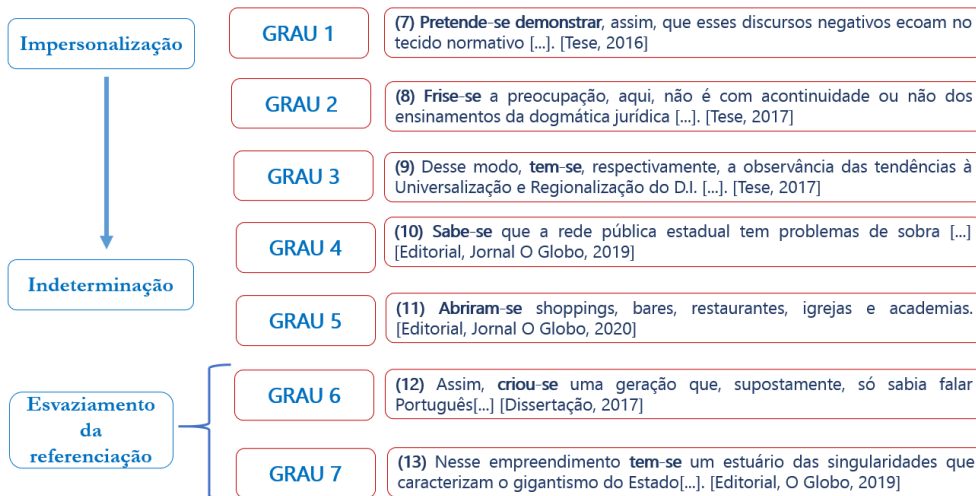 Impersonalização
GRAU 1
(7) Pretende-se demonstrar, assim, que esses discursos negativos ecoam no
tecido normativo [...]. [Tese, 2016]
GRAU 2
(8) Frise-se a preocupação, aqui, não é com acontinuidade ou não dos
ensinamentos da dogmática jurídica [...]. [Tese, 2017]
GRAU 3
(9) Desse modo, tem-se, respectivamente, a observância das tendências à
Universalização e Regionalização do D.I. [...]. [Tese, 2017]
GRAU 4
(10) Sabe-se que a rede pública estadual tem problemas de sobra [...]
[Editorial, Jornal O Globo, 2019]
Indeterminação
GRAU 5
(11) Abriram-se shoppings, bares, restaurantes, igrejas e academias.
[Editorial, Jornal O Globo, 2020]
Esvaziamento
da
referenciação
GRAU 6
(12) Assim, criou-se uma geração que, supostamente, só sabia falar
Português[...] [Dissertação, 2017]
GRAU 7
(13) Nesse empreendimento tem-se um estuário das singularidades que
caracterizam o gigantismo do Estado[...]. [Editorial, O Globo, 2019]